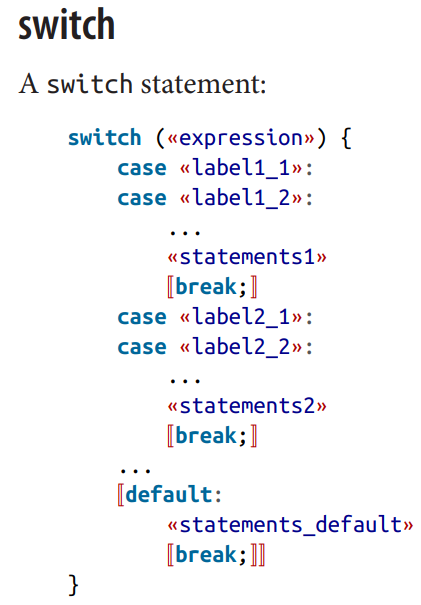 switch
A switch statement:
switch («expression») {
case «label1_1»:
case «label1_2»:
...
«statements1»
⟦break;⟧
case «label2_1»:
case «label2_2»:
...
«statements2»
⟦break;⟧
...
⟦default:
«statements_default»
⟦break;⟧⟧
}